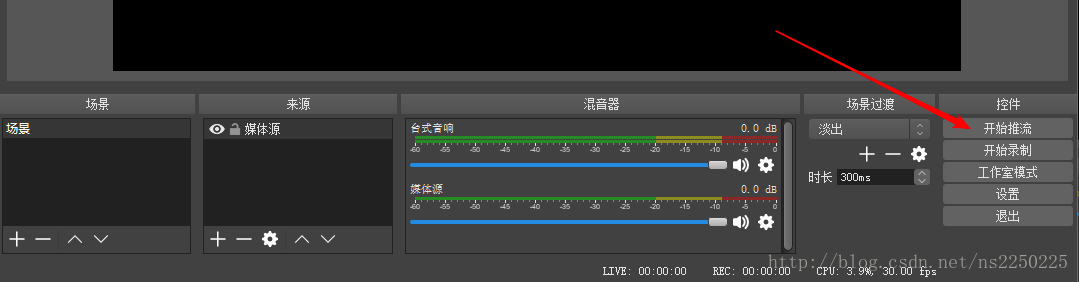 场景
来源
混音器
场景过渡
控件
场景
媒体源
台式音响
0.0 dB
-60 -55 -50 -45 -40 -35 -30 -25 -20 -15 -10 -5 0
媒体源
0.0 dB
-60 -55 -50 -45 -40 -35 -30 -25 -20 -15 -10 -5 0
淡出
时长 300ms
开始推流
开始录制
工作室模式
设置
退出
http://blog.csdn.net/ns2250225
LIVE: 00:00:00 REC: 00:00:00 CPU: 3.9%, 30.00 fps